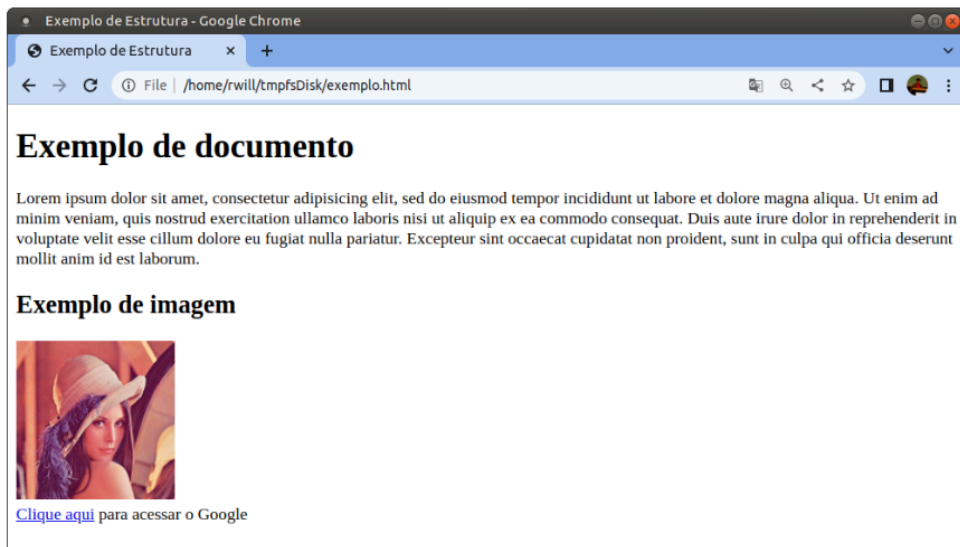 Exemplo de Estrutura - Google Chrome
Exemplo de Estrutura
File | /home/rwill/tmpfsDisk/exemplo.html
Exemplo de documento
Lorem ipsum dolor sit amet, consectetur adipisicing elit, sed do eiusmod tempor incididunt ut labore et dolore magna aliqua. Ut enim ad
minim veniam, quis nostrud exercitation ullamco laboris nisi ut aliquip ex ea commodo consequat. Duis aute irure dolor in reprehenderit in
voluptate velit esse cillum dolore eu fugiat nulla pariatur. Excepteur sint occaecat cupidatat non proident, sunt in culpa qui officia deserunt
mollit anim id est laborum.
Exemplo de imagem
Clique aqui para acessar o Google